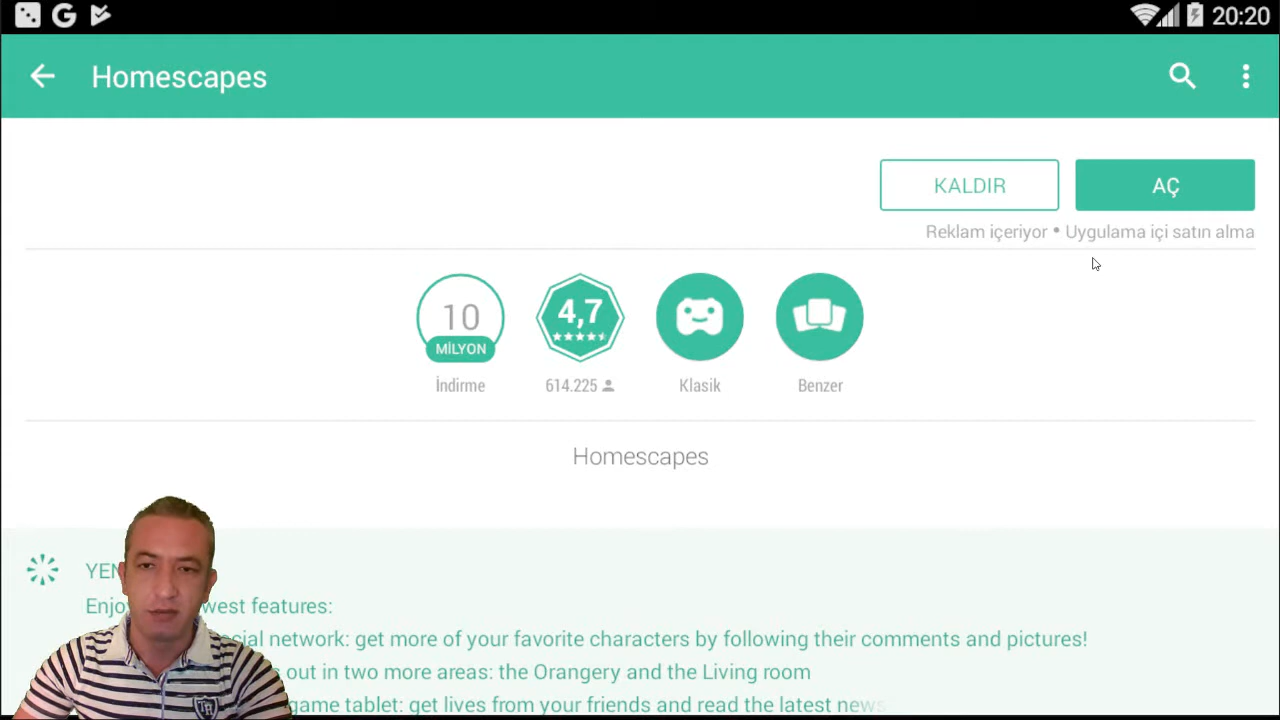 20:20
Homescapes
KALDIR
AÇ
Reklam içeriyor • Uygulama içi satın alma
10
MİLYON
İndirme
4,7
614.225
Klasik
Benzer
Homescapes
YEN
Enjo west features:
cial network: get more of your favorite characters by following their comments and pictures!
out in two more areas: the Orangery and the Living room
game tablet: get lives from your friends and read the latest news